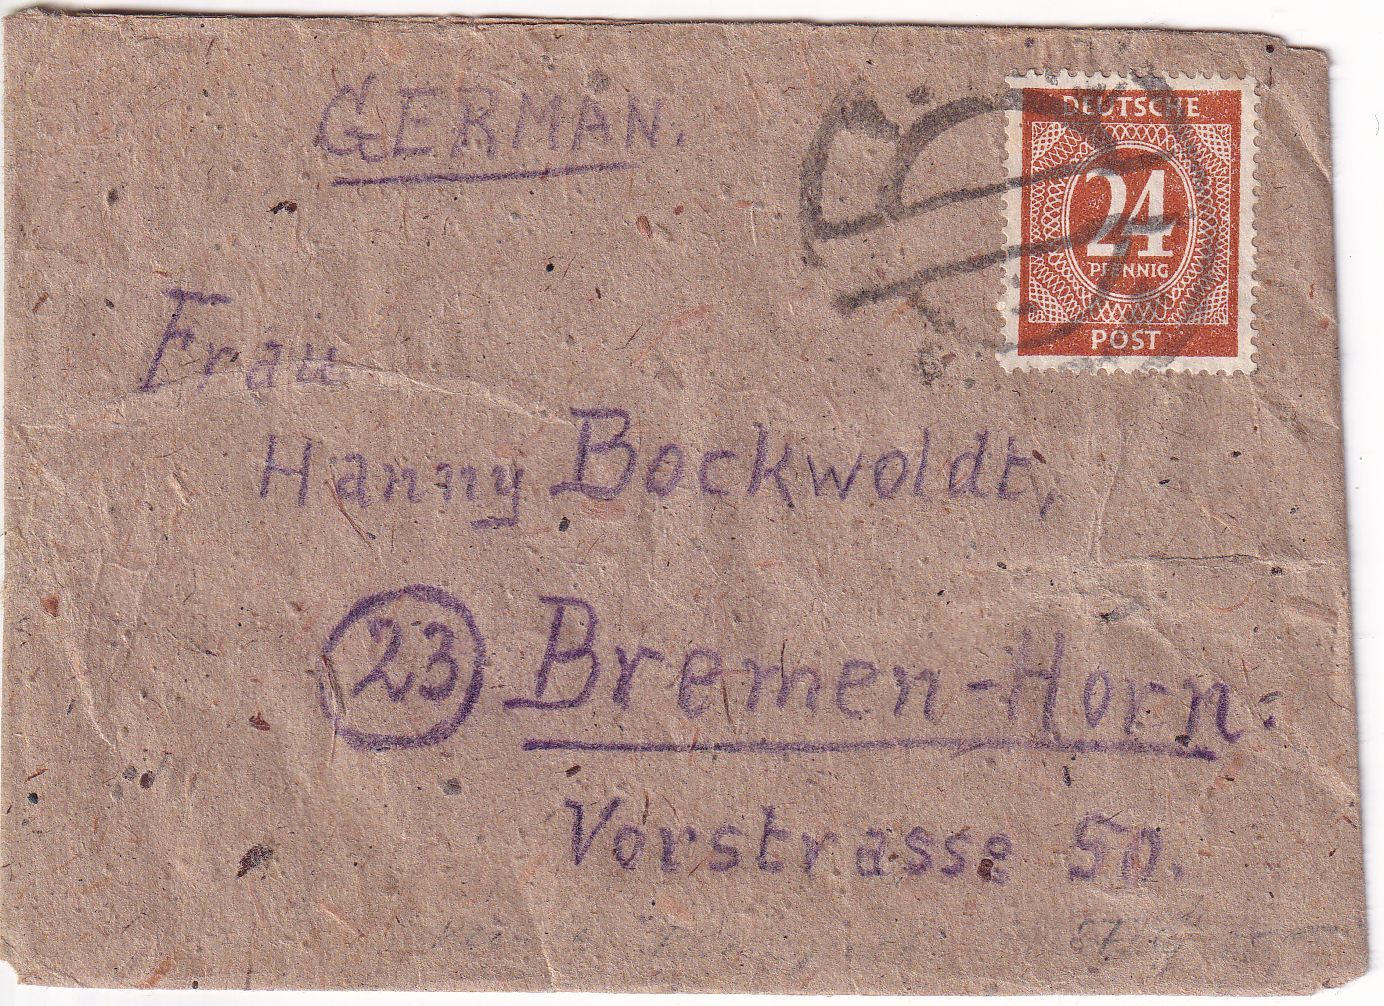 GERMAN.
DEUTSCHE
24
PFENNIG
POST
Frau
Hanny Bockwoldt,
23 Bremen-Horn:
Vorstrasse 50.